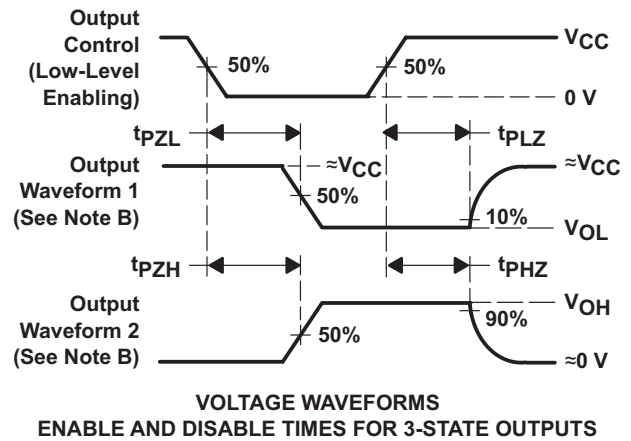 Output
Control
(Low-Level
Enabling)
50%
50%
VCC
0 V
tPZL
tPLZ
Output
Waveform 1
(See Note B)
≈VCC
50%
≈VCC
10%
VOL
tPZH
tPHZ
Output
Waveform 2
(See Note B)
50%
VOH
90%
≈0 V
VOLTAGE WAVEFORMS
ENABLE AND DISABLE TIMES FOR 3-STATE OUTPUTS